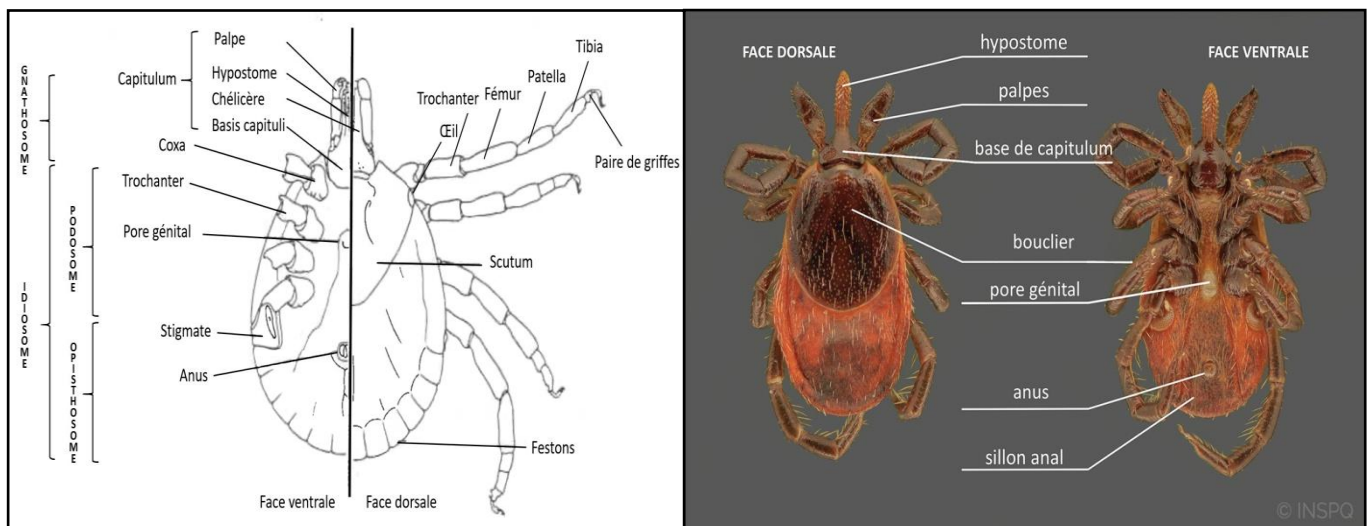 GNATHOSOME
IDIOSOME
PODOSOME
OPISTHOSOME
Palpe
Capitulum
Hypostome
Chélicère
Basis capituli
Coxa
Trochanter
Pore génital
Stigmate
Anus
Tibia
Patella
Fémur
Trochanter
Œil
Paire de griffes
Scutum
Festons
Face ventrale
Face dorsale
FACE DORSALE
hypostome
FACE VENTRALE
palpes
base de capitulum
bouclier
pore génital
anus
sillon anal
© INSPQ